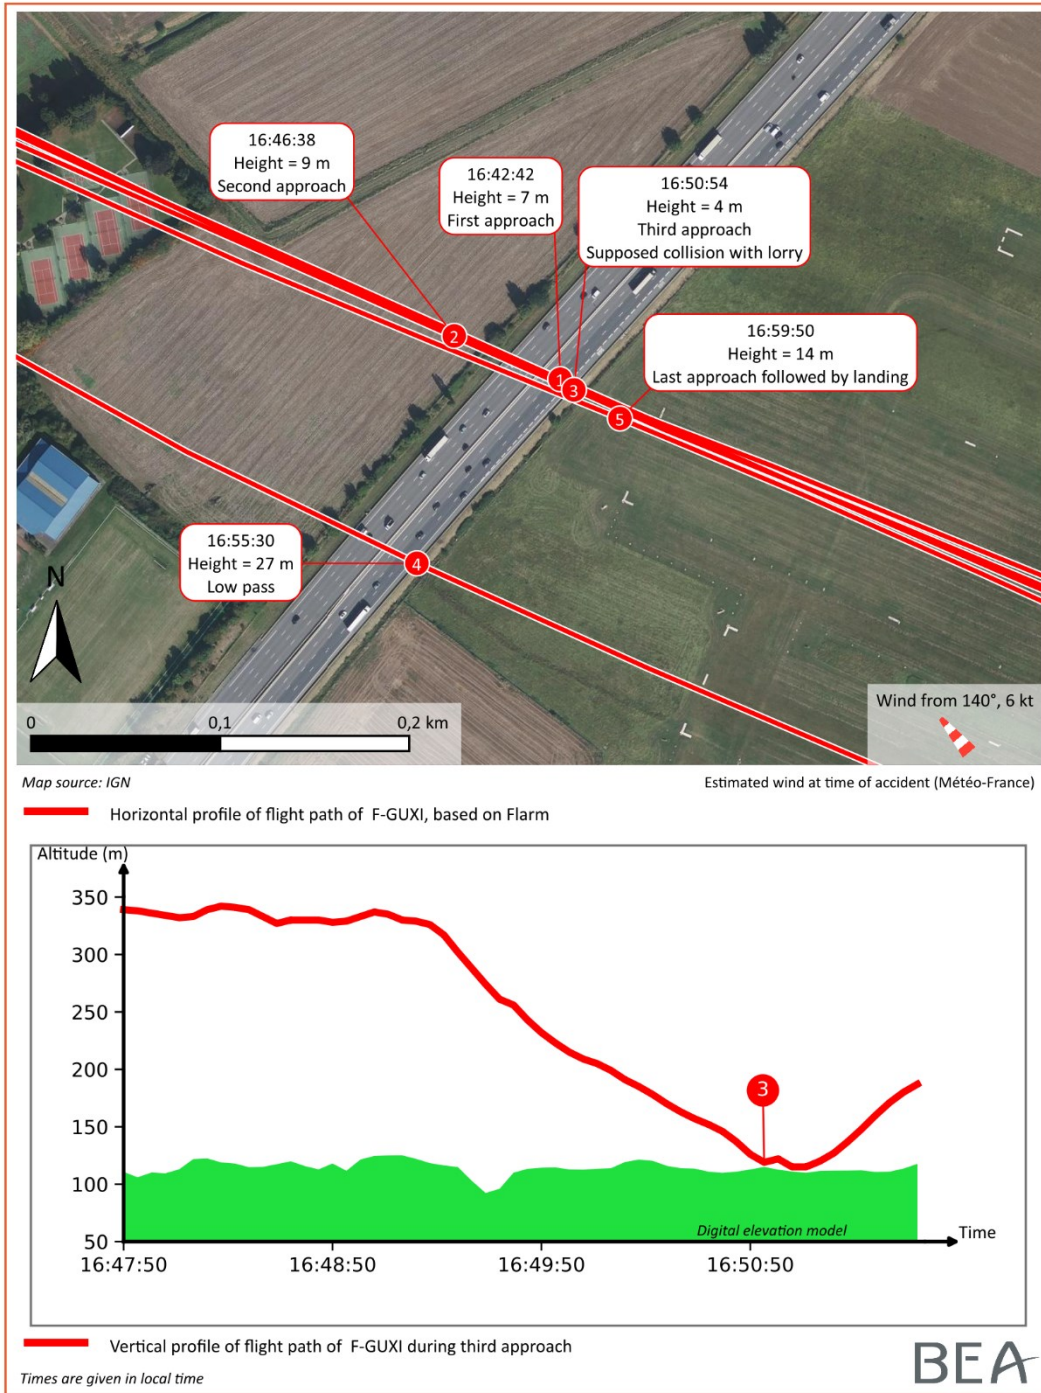 16:46:38
Height = 9 m
Second approach
16:42:42
Height = 7 m
First approach
16:50:54
Height = 4 m
Third approach
Supposed collision with lorry
16:59:50
Height = 14 m
Last approach followed by landing
2
1
3
5
16:55:30
Height = 27 m
Low pass
4
N
0
0,1
0,2 km
Wind from 140°, 6 kt
Map source: IGN
Estimated wind at time of accident (Météo-France)
Horizontal profile of flight path of F-GUXI, based on Flarm
Altitude (m)
350
300
250
200
150
100
50
3
Digital elevation model
Time
16:47:50
16:48:50
16:49:50
16:50:50
Vertical profile of flight path of F-GUXI during third approach
Times are given in local time
BEA